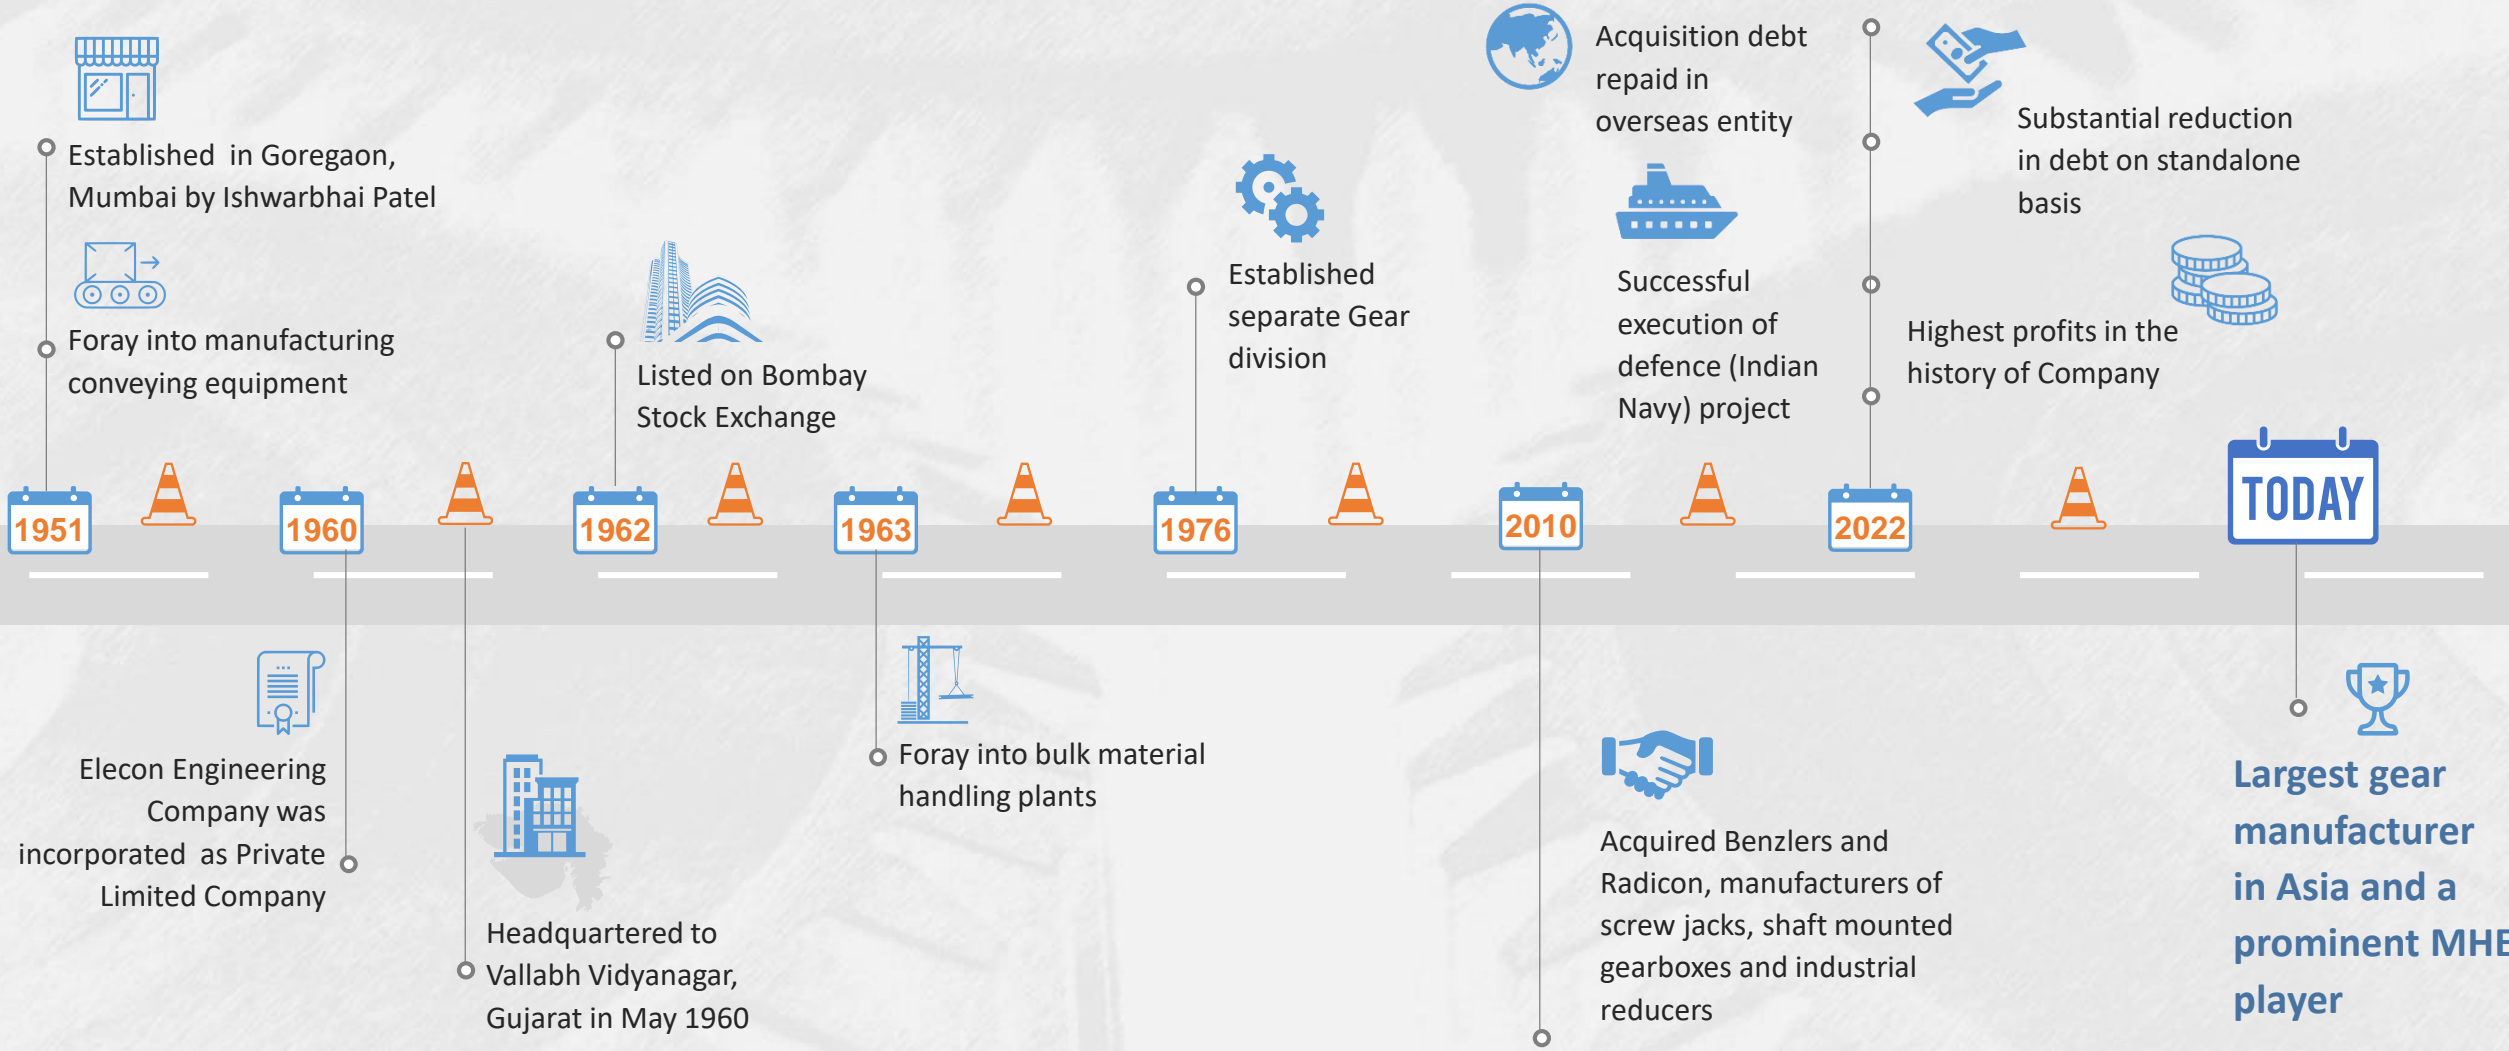 Established in Goregaon,
Mumbai by Ishwarbhai Patel
Foray into manufacturing
conveying equipment
1951
1960
Elecon Engineering
Company was
incorporated as Private
Limited Company
Headquartered to
Vallabh Vidyanagar,
Gujarat in May 1960
Listed on Bombay
Stock Exchange
1962
1963
Foray into bulk material
handling plants
Established
separate Gear
division
1976
2010
Acquired Benzlers and
Radicon, manufacturers of
screw jacks, shaft mounted
gearboxes and industrial
reducers
Acquisition debt
repaid in
overseas entity
Substantial reduction
in debt on standalone
basis
Successful
execution of
defence (Indian
Navy) project
Highest profits in the
history of Company
2022
TODAY
Largest gear
manufacturer
in Asia and a
prominent MHE
player